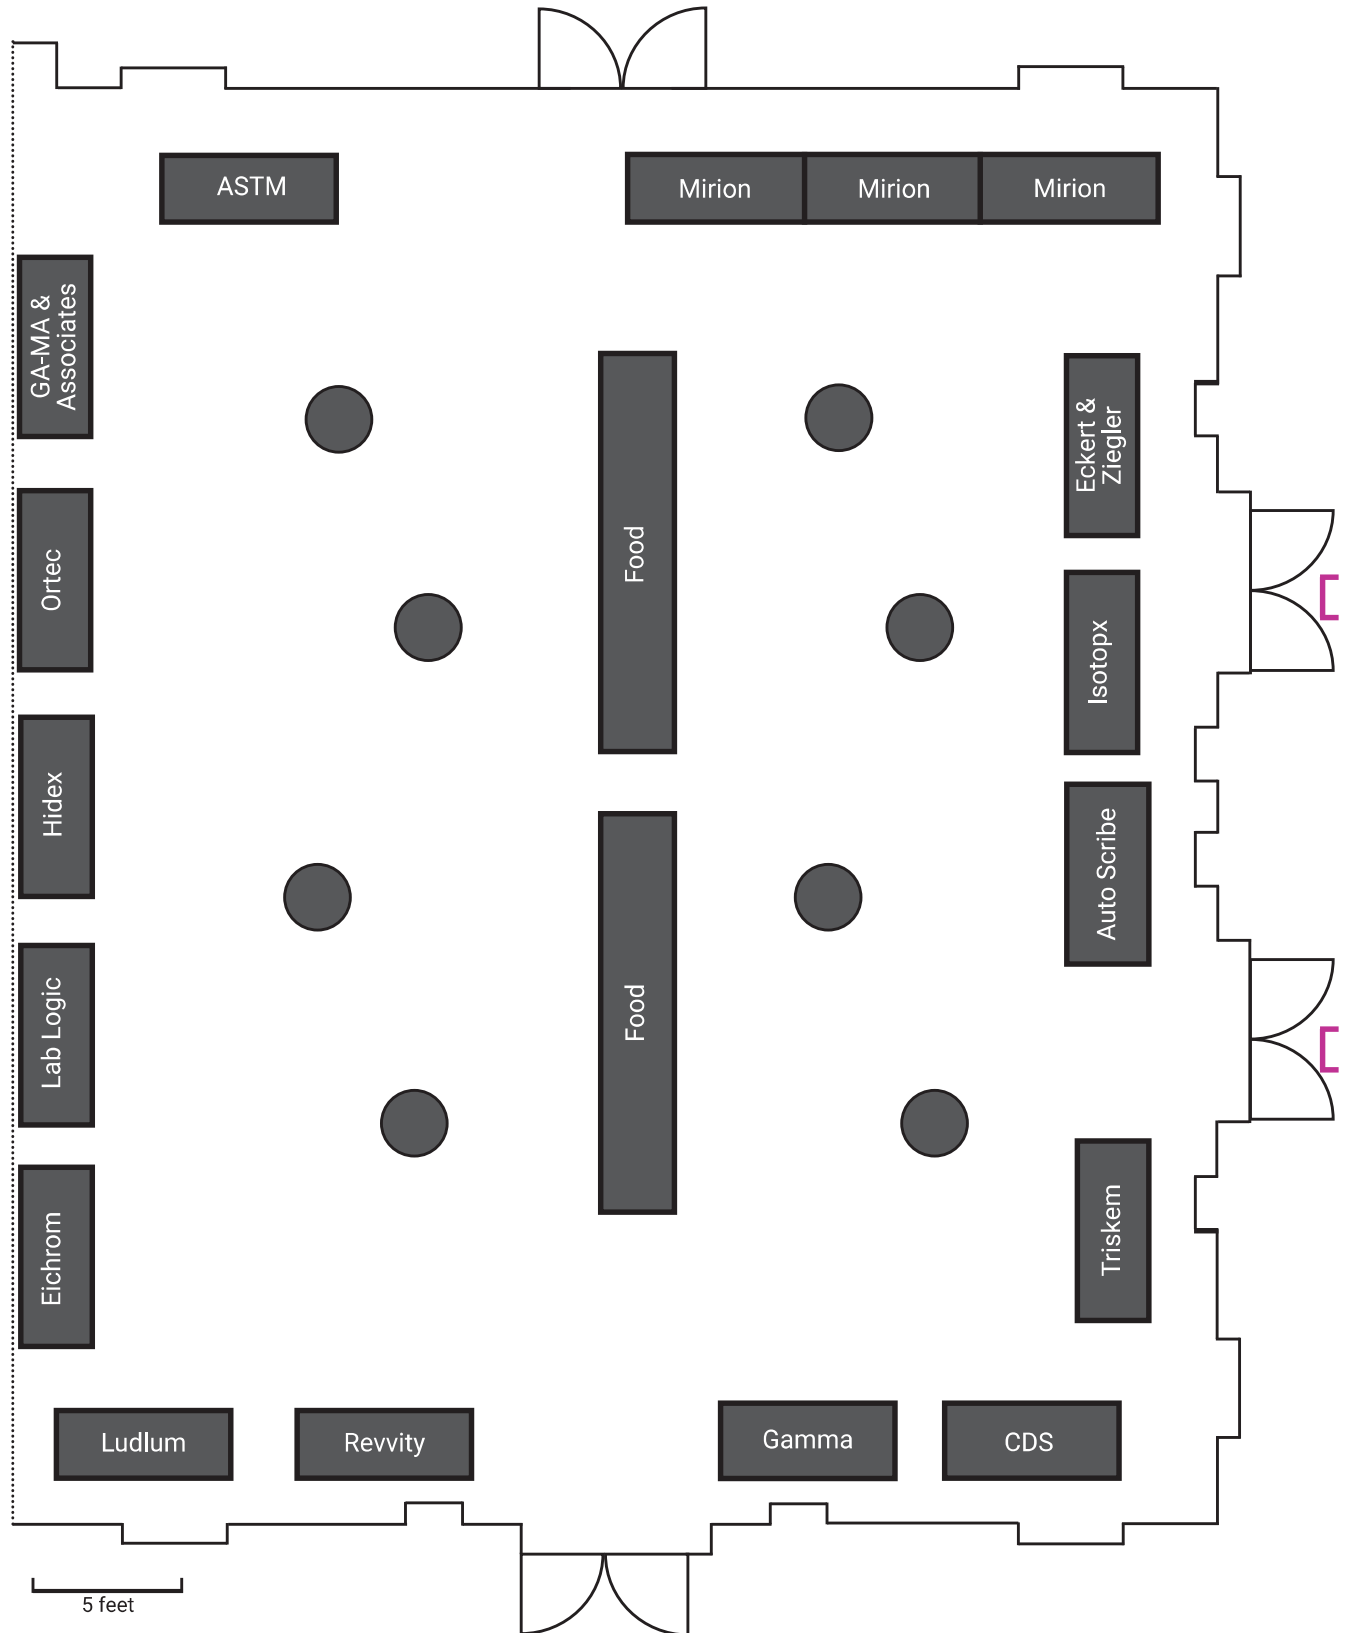 ASTM
Mirion
Mirion
Mirion
GA-MA &
Associates
Eckert &
Ziegler
Ortec
Food
Isotopx
Hidex
Auto Scribe
Lab Logic
Food
Eichrom
Triskem
Ludlum
Revvity
Gamma
CDS
5 feet